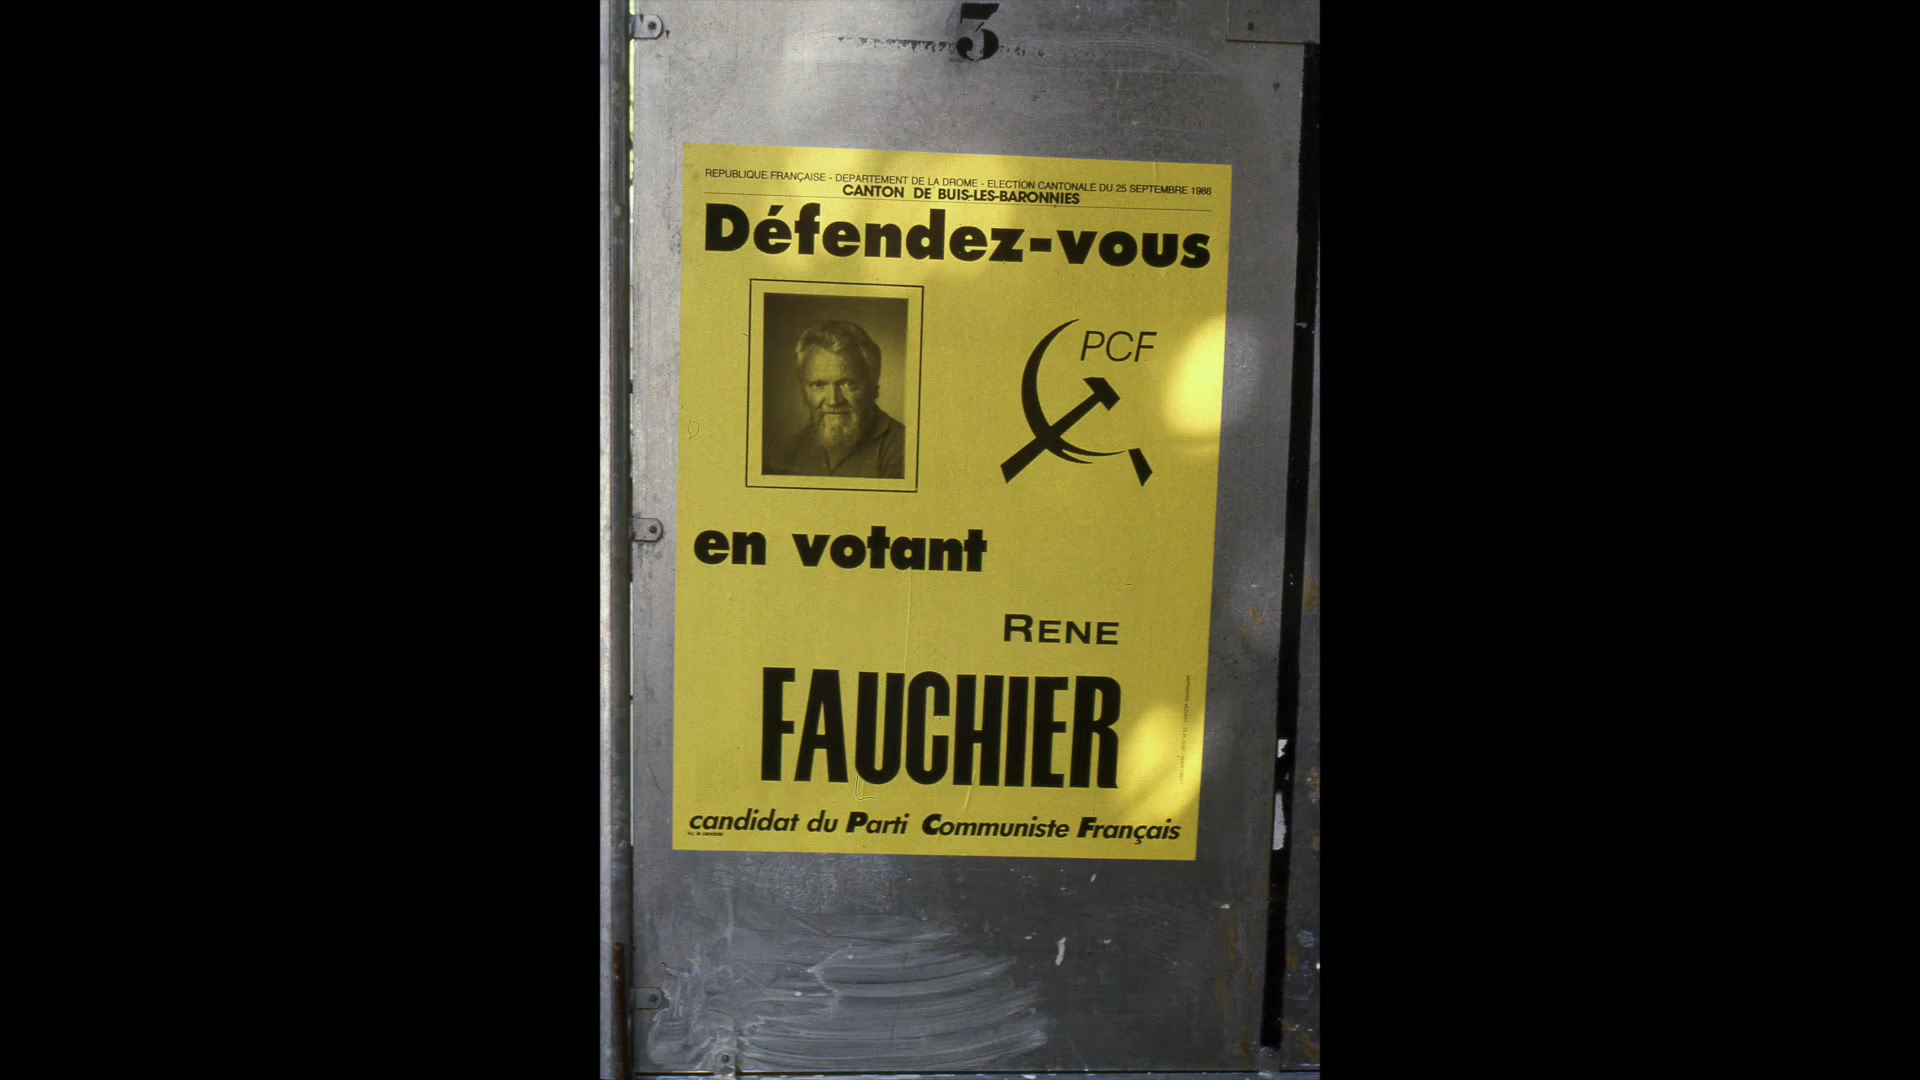 3
REPUBLIQUE FRANÇAISE - DEPARTEMENT DE LA DROME - ELECTION CANTONALE DU 25 SEPTEMBRE 1988
CANTON DE BUIS-LES-BARONNIES
Défendez-vous
PCF
en votant
RENE
FAUCHIER
candidat du Parti Communiste Français